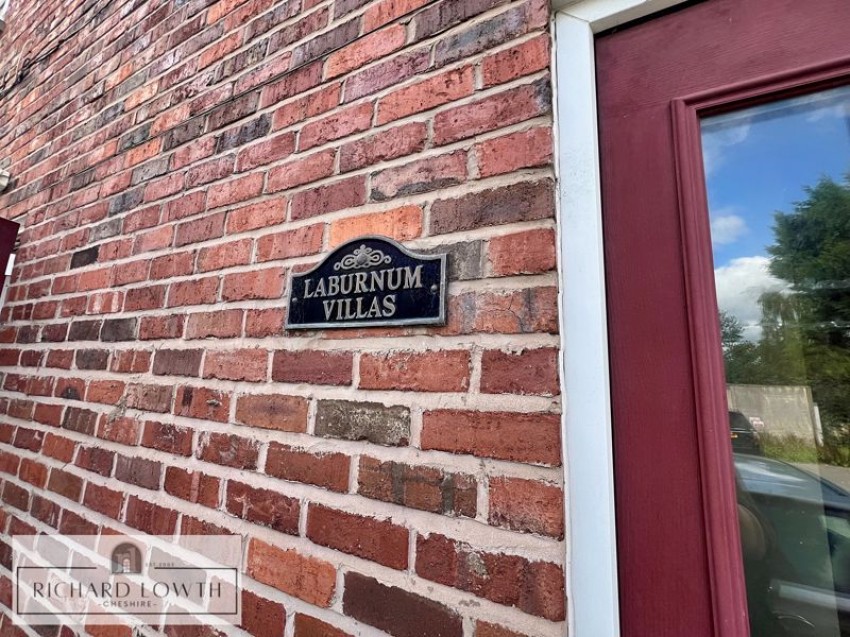 LABURNUM
VILLAS
RICHARD LOWTH
-CHESHIRE-